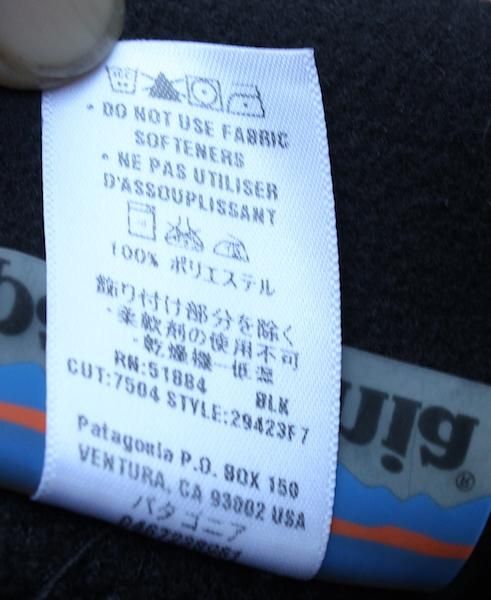 • DO NOT USE FABRIC
SOFTENERS
• NE PAS UTILISER
D'ASSOUPLISSANT
100% ポリエステル
飾り付け部分を除く
・柔軟剤の使用不可
・乾燥機－低温
RN:51884 BLK
CUT:7504 STYLE:29423F7
Patagonia P.O. BOX 150
VENTURA, CA 93002 USA
パタゴニア